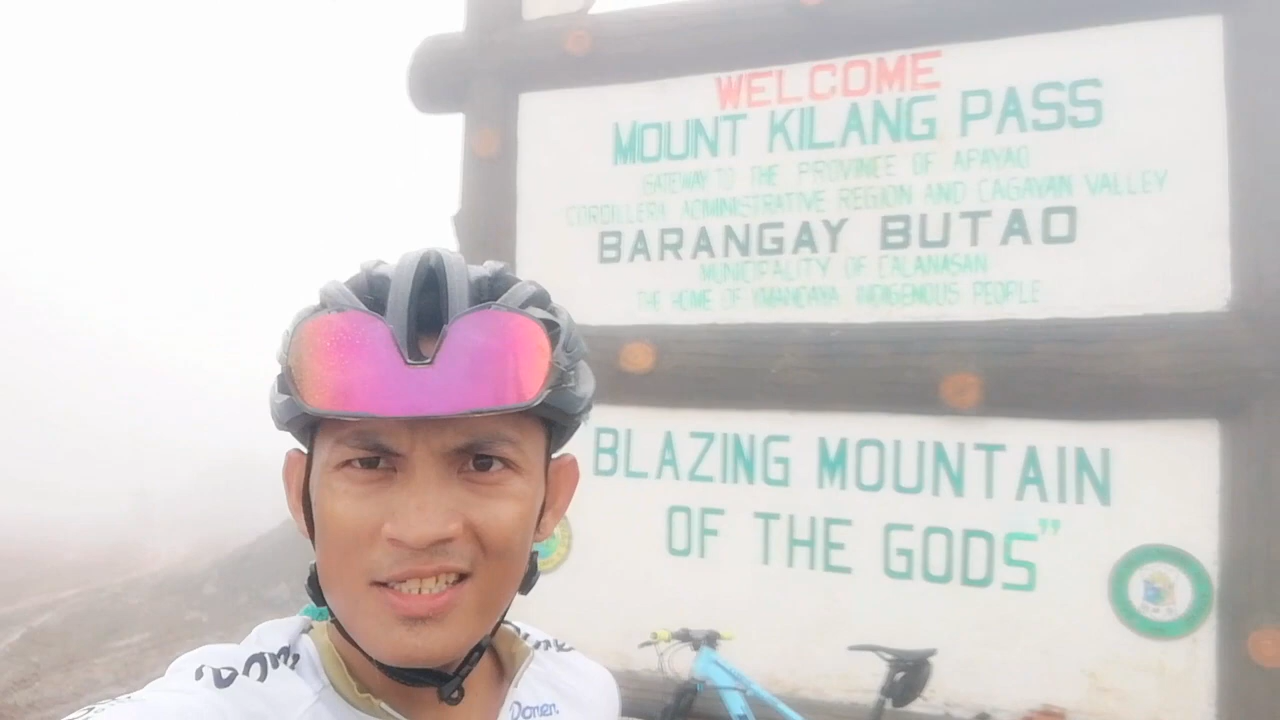 WELCOME
MOUNT KILANG PASS
GATEWAY TO THE PROVINCE OF APAYAO
CORDILLERA ADMINISTRATIVE REGION AND CAGAYAN VALLEY
BARANGAY BUTAO
MUNICIPALITY OF CALANASAN
THE HOME OF YMANDAYA INDIGENOUS PEOPLE
BLAZING MOUNTAIN
OF THE GODS"